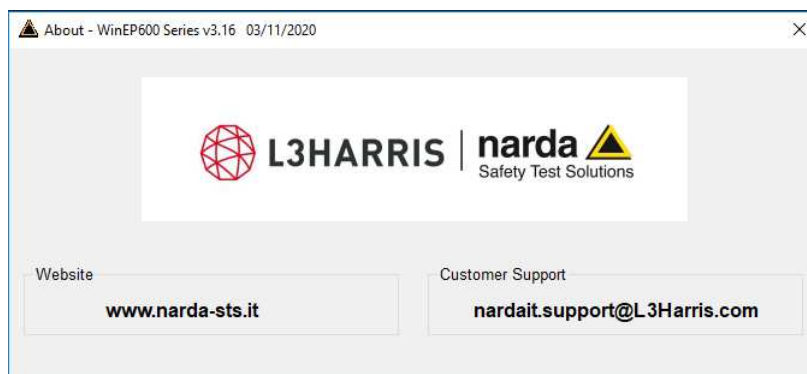 About - WinEP600 Series v3.16 03/11/2020
L3HARRIS narda
Safety Test Solutions
Website
www.narda-sts.it
Customer Support
nardait.support@L3Harris.com